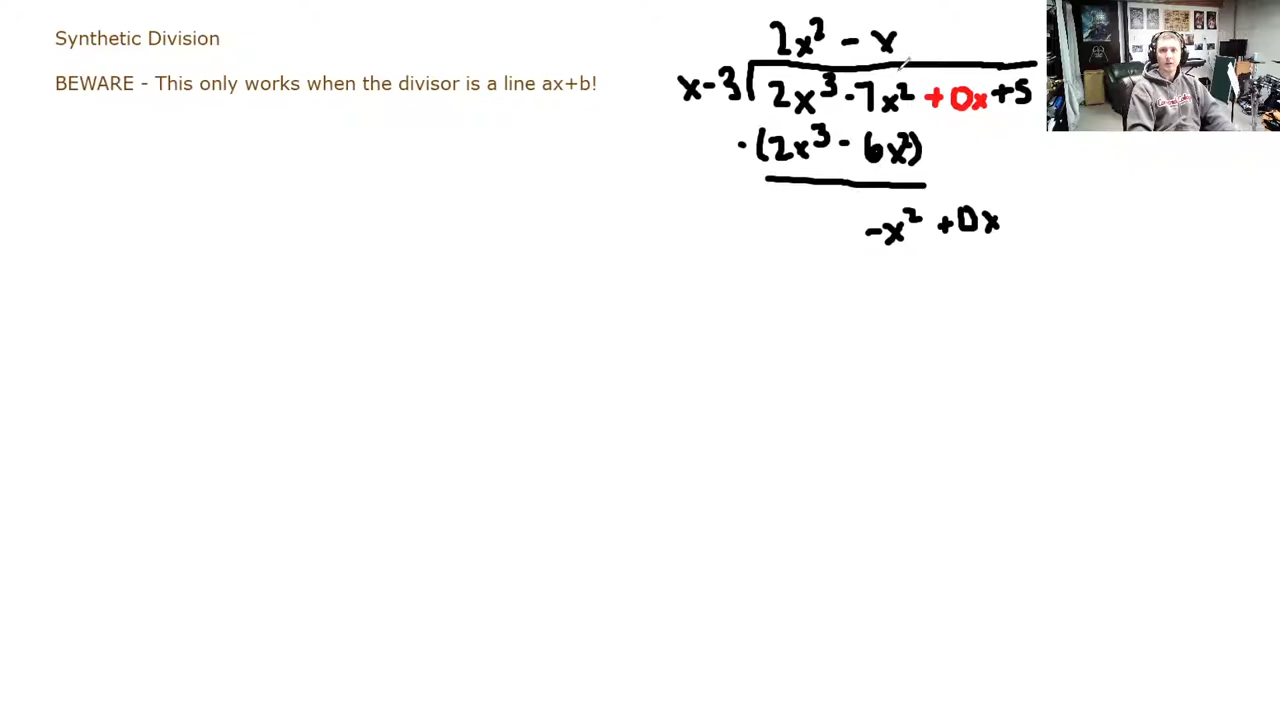 Synthetic Division
BEWARE - This only works when the divisor is a line ax+b!
2x² - x
x-3 2x³-7x² +0x +5
-(2x³ - 6x²)
-x² +0x